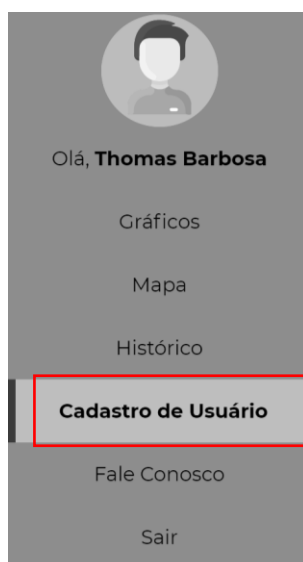 Olá, Thomas Barbosa
Gráficos
Mapa
Histórico
Cadastro de Usuário
Fale Conosco
Sair